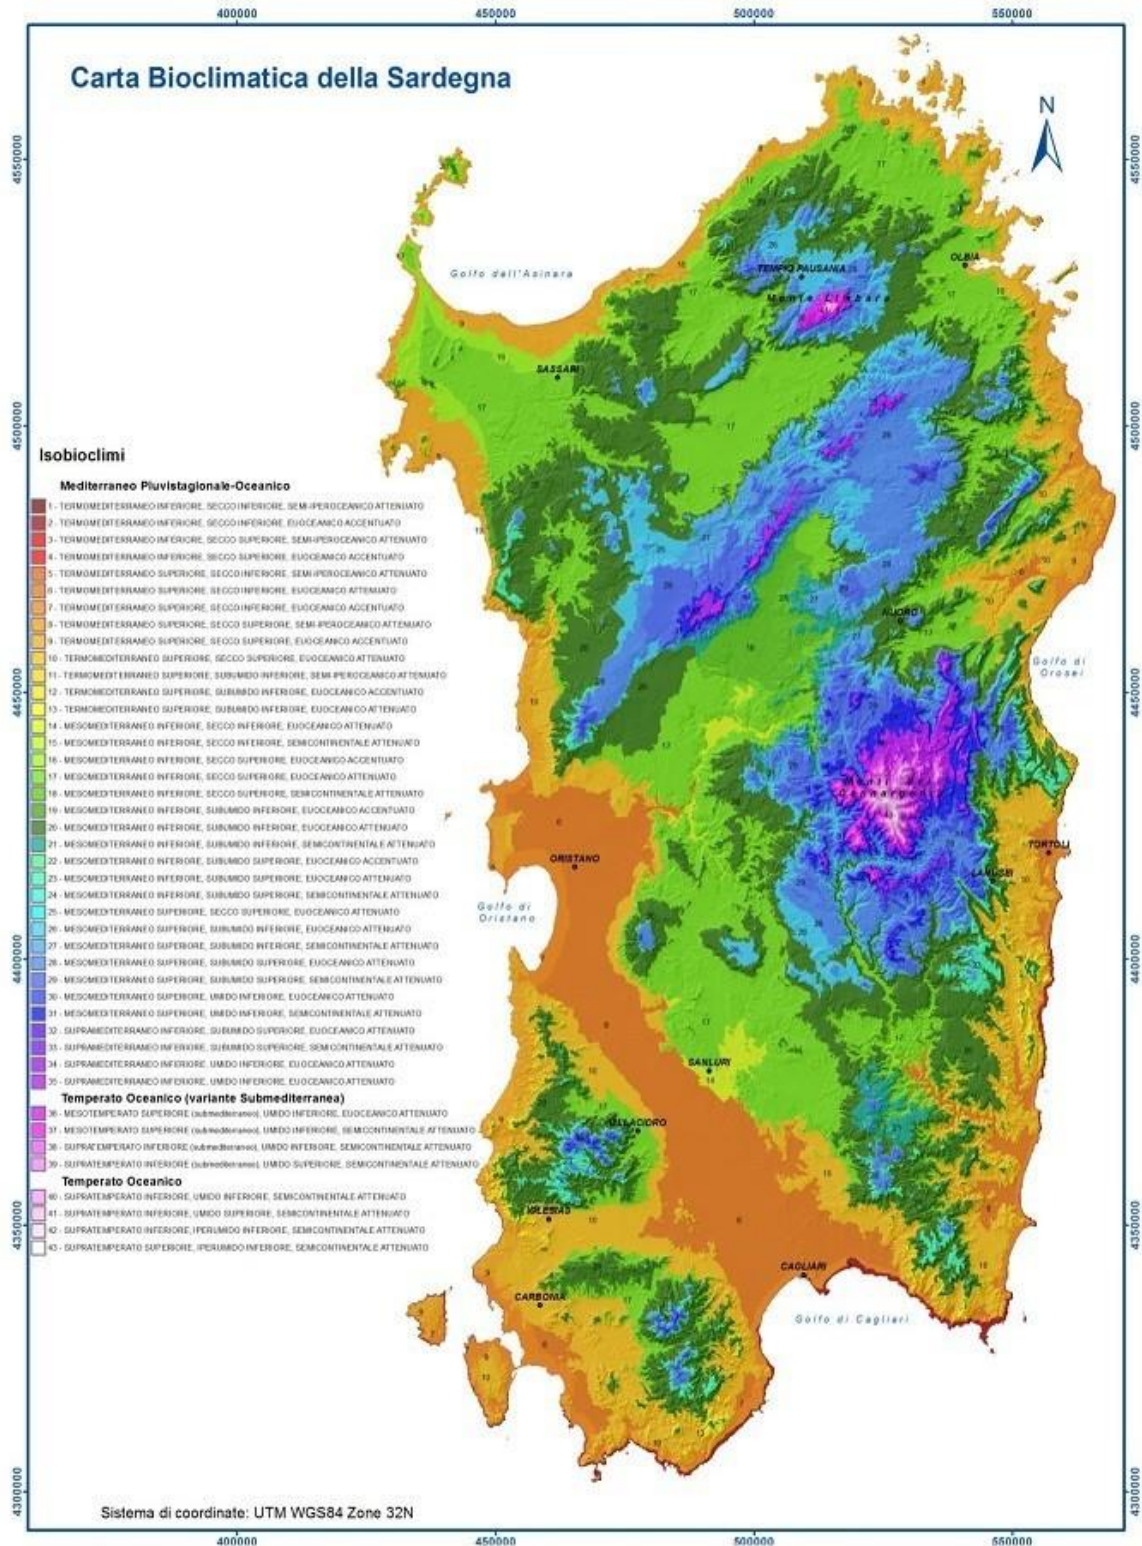 400000 450000 500000 550000
Carta Bioclimatica della Sardegna
N
4550000 4550000
Golfo dell'Asinara
TEMPIO PAUSANIA
OLBIA
Monte Limbara
SASSARI
4500000 4500000
NUORO
Golfo di
Orosei
4450000 4450000
Monti del
Gennargentu
ORISTANO
TORTOLI
LANUSEI
Golfo di
Oristano
4400000 4400000
SANLURI
VILLACIDRO
IGLESIAS
4350000 4350000
CAGLIARI
CARBONIA
Golfo di Cagliari
4300000 4300000
Isobioclimi
Mediterraneo Pluvistagionale-Oceanico
1 - TERMOMEDITERRANEO INFERIORE, SECCO INFERIORE, SEMI-IPEROCEANICO ATTENUATO
2 - TERMOMEDITERRANEO INFERIORE, SECCO INFERIORE, EUOCEANICO ACCENTUATO
3 - TERMOMEDITERRANEO INFERIORE, SECCO SUPERIORE, SEMI-IPEROCEANICO ATTENUATO
4 - TERMOMEDITERRANEO INFERIORE, SECCO SUPERIORE, EUOCEANICO ACCENTUATO
5 - TERMOMEDITERRANEO SUPERIORE, SECCO INFERIORE, SEMI-IPEROCEANICO ATTENUATO
6 - TERMOMEDITERRANEO SUPERIORE, SECCO INFERIORE, EUOCEANICO ATTENUATO
7 - TERMOMEDITERRANEO SUPERIORE, SECCO INFERIORE, EUOCEANICO ACCENTUATO
8 - TERMOMEDITERRANEO SUPERIORE, SECCO SUPERIORE, SEMI-IPEROCEANICO ATTENUATO
9 - TERMOMEDITERRANEO SUPERIORE, SECCO SUPERIORE, EUOCEANICO ACCENTUATO
10 - TERMOMEDITERRANEO SUPERIORE, SECCO SUPERIORE, EUOCEANICO ATTENUATO
11 - TERMOMEDITERRANEO SUPERIORE, SUBUMIDO INFERIORE, SEMI-IPEROCEANICO ATTENUATO
12 - TERMOMEDITERRANEO SUPERIORE, SUBUMIDO INFERIORE, EUOCEANICO ACCENTUATO
13 - TERMOMEDITERRANEO SUPERIORE, SUBUMIDO INFERIORE, EUOCEANICO ATTENUATO
14 - MESOMEDITERRANEO INFERIORE, SECCO INFERIORE, EUOCEANICO ATTENUATO
15 - MESOMEDITERRANEO INFERIORE, SECCO INFERIORE, SEMICONTINENTALE ATTENUATO
16 - MESOMEDITERRANEO INFERIORE, SECCO SUPERIORE, EUOCEANICO ACCENTUATO
17 - MESOMEDITERRANEO INFERIORE, SECCO SUPERIORE, EUOCEANICO ATTENUATO
18 - MESOMEDITERRANEO INFERIORE, SECCO SUPERIORE, SEMICONTINENTALE ATTENUATO
19 - MESOMEDITERRANEO INFERIORE, SUBUMIDO INFERIORE, EUOCEANICO ACCENTUATO
20 - MESOMEDITERRANEO INFERIORE, SUBUMIDO INFERIORE, EUOCEANICO ATTENUATO
21 - MESOMEDITERRANEO INFERIORE, SUBUMIDO INFERIORE, SEMICONTINENTALE ATTENUATO
22 - MESOMEDITERRANEO INFERIORE, SUBUMIDO SUPERIORE, EUOCEANICO ACCENTUATO
23 - MESOMEDITERRANEO INFERIORE, SUBUMIDO SUPERIORE, EUOCEANICO ATTENUATO
24 - MESOMEDITERRANEO INFERIORE, SUBUMIDO SUPERIORE, SEMICONTINENTALE ATTENUATO
25 - MESOMEDITERRANEO SUPERIORE, SECCO SUPERIORE, EUOCEANICO ATTENUATO
26 - MESOMEDITERRANEO SUPERIORE, SUBUMIDO INFERIORE, EUOCEANICO ATTENUATO
27 - MESOMEDITERRANEO SUPERIORE, SUBUMIDO INFERIORE, SEMICONTINENTALE ATTENUATO
28 - MESOMEDITERRANEO SUPERIORE, SUBUMIDO SUPERIORE, EUOCEANICO ATTENUATO
29 - MESOMEDITERRANEO SUPERIORE, SUBUMIDO SUPERIORE, SEMICONTINENTALE ATTENUATO
30 - MESOMEDITERRANEO SUPERIORE, UMIDO INFERIORE, EUOCEANICO ATTENUATO
31 - MESOMEDITERRANEO SUPERIORE, UMIDO INFERIORE, SEMICONTINENTALE ATTENUATO
32 - SUPRAMEDITERRANEO INFERIORE, SUBUMIDO SUPERIORE, EUOCEANICO ATTENUATO
33 - SUPRAMEDITERRANEO INFERIORE, SUBUMIDO SUPERIORE, SEMICONTINENTALE ATTENUATO
34 - SUPRAMEDITERRANEO INFERIORE, UMIDO INFERIORE, EUOCEANICO ATTENUATO
35 - SUPRAMEDITERRANEO INFERIORE, UMIDO INFERIORE, EUOCEANICO ATTENUATO
Temperato Oceanico (variante Submediterranea)
36 - MESOTEMPERATO SUPERIORE (submediterraneo), UMIDO INFERIORE, EUOCEANICO ATTENUATO
37 - MESOTEMPERATO SUPERIORE (submediterraneo), UMIDO INFERIORE, SEMICONTINENTALE ATTENUATO
38 - SUPRATEMPERATO INFERIORE (submediterraneo), UMIDO INFERIORE, SEMICONTINENTALE ATTENUATO
39 - SUPRATEMPERATO INFERIORE (submediterraneo), UMIDO SUPERIORE, SEMICONTINENTALE ATTENUATO
Temperato Oceanico
40 - SUPRATEMPERATO INFERIORE, UMIDO INFERIORE, SEMICONTINENTALE ATTENUATO
41 - SUPRATEMPERATO INFERIORE, UMIDO SUPERIORE, SEMICONTINENTALE ATTENUATO
42 - SUPRATEMPERATO INFERIORE, IPERUMIDO INFERIORE, SEMICONTINENTALE ATTENUATO
43 - SUPRATEMPERATO SUPERIORE, IPERUMIDO INFERIORE, SEMICONTINENTALE ATTENUATO
Sistema di coordinate: UTM WGS84 Zone 32N
400000 450000 500000 550000